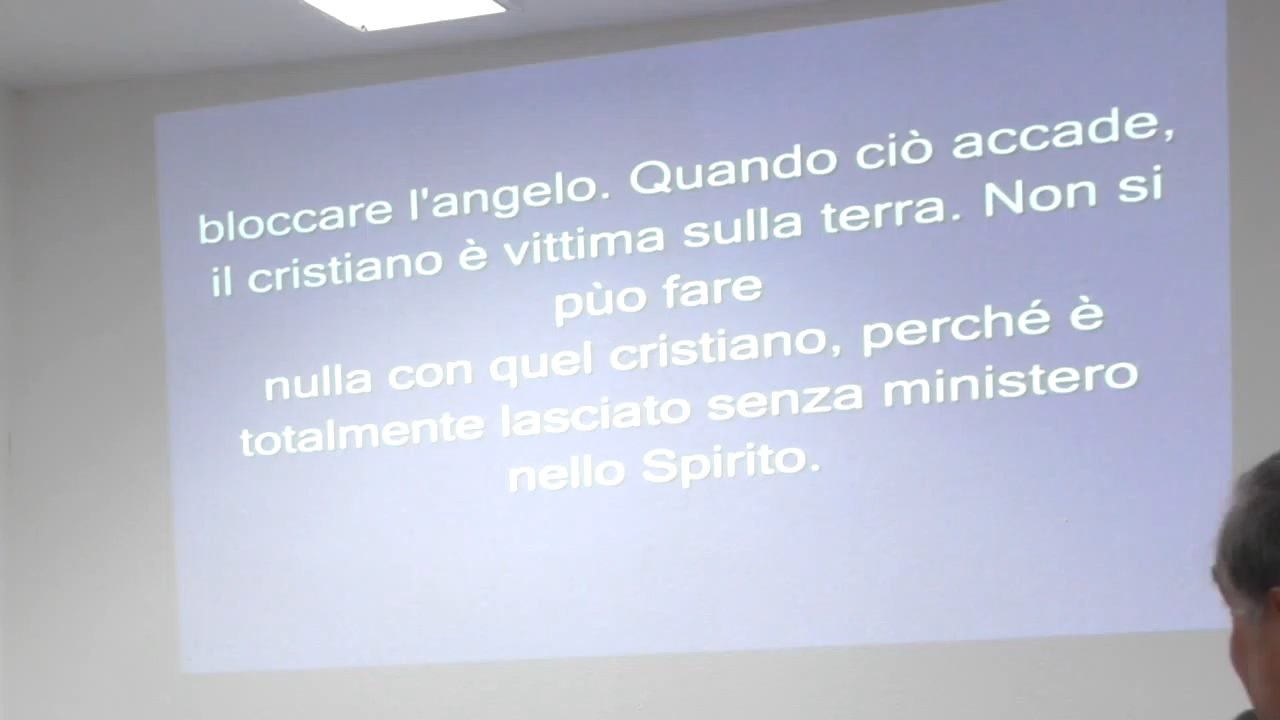 bloccare l'angelo. Quando ciò accade,
il cristiano è vittima sulla terra. Non si
pùo fare
nulla con quel cristiano, perché è
totalmente lasciato senza ministero
nello Spirito.